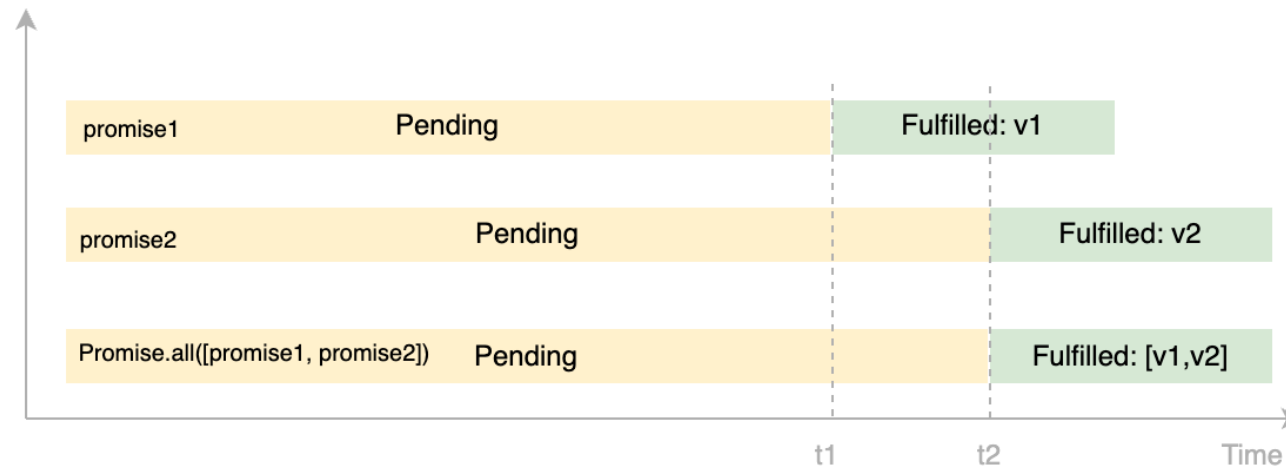 promise1 Pending Fulfilled: v1
promise2 Pending Fulfilled: v2
Promise.all([promise1, promise2]) Pending Fulfilled: [v1,v2]
t1 t2 Time